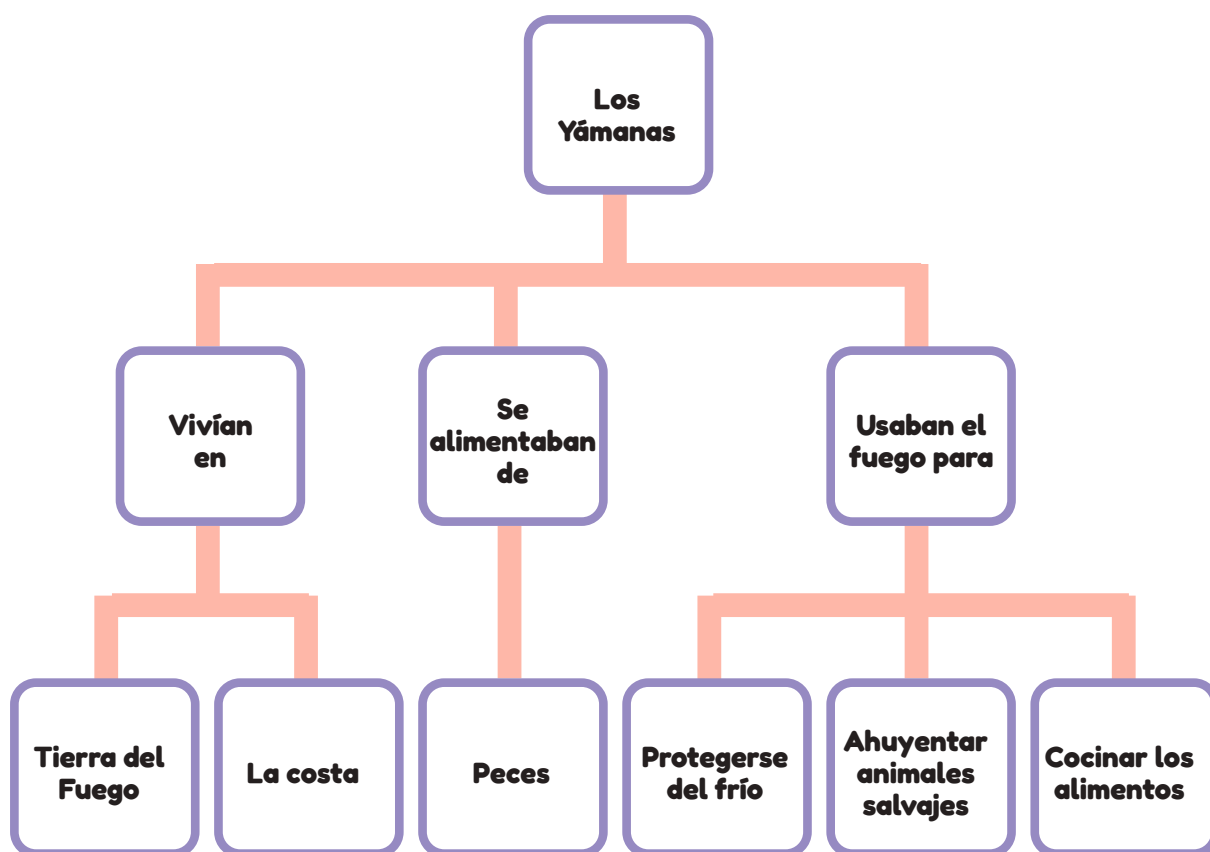 Los
Yámanas
Vivían
en
Se
alimentaban
de
Usaban el
fuego para
Tierra del
Fuego
La costa
Peces
Protegerse
del frío
Ahuyentar
animales
salvajes
Cocinar los
alimentos